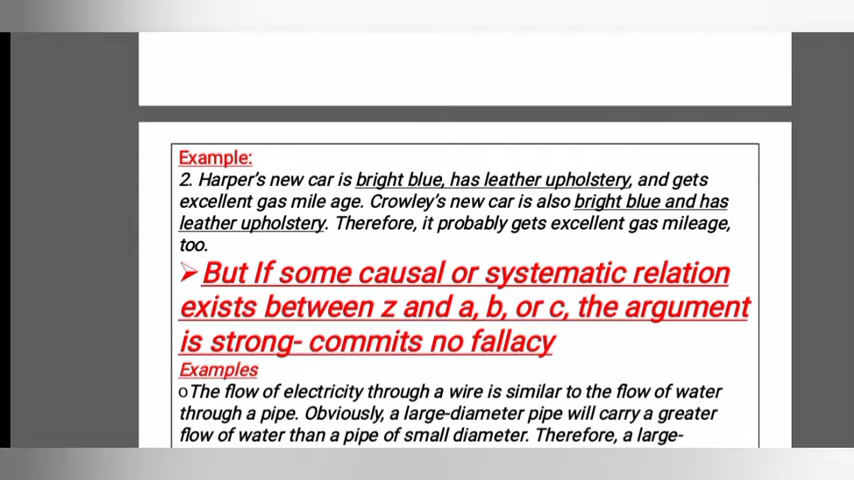 Example:
2. Harper's new car is bright blue, has leather upholstery, and gets
excellent gas mile age. Crowley's new car is also bright blue and has
leather upholstery. Therefore, it probably gets excellent gas mileage,
too.
➢But If some causal or systematic relation
exists between z and a, b, or c, the argument
is strong- commits no fallacy
Examples
oThe flow of electricity through a wire is similar to the flow of water
through a pipe. Obviously, a large-diameter pipe will carry a greater
flow of water than a pipe of small diameter. Therefore, a large-